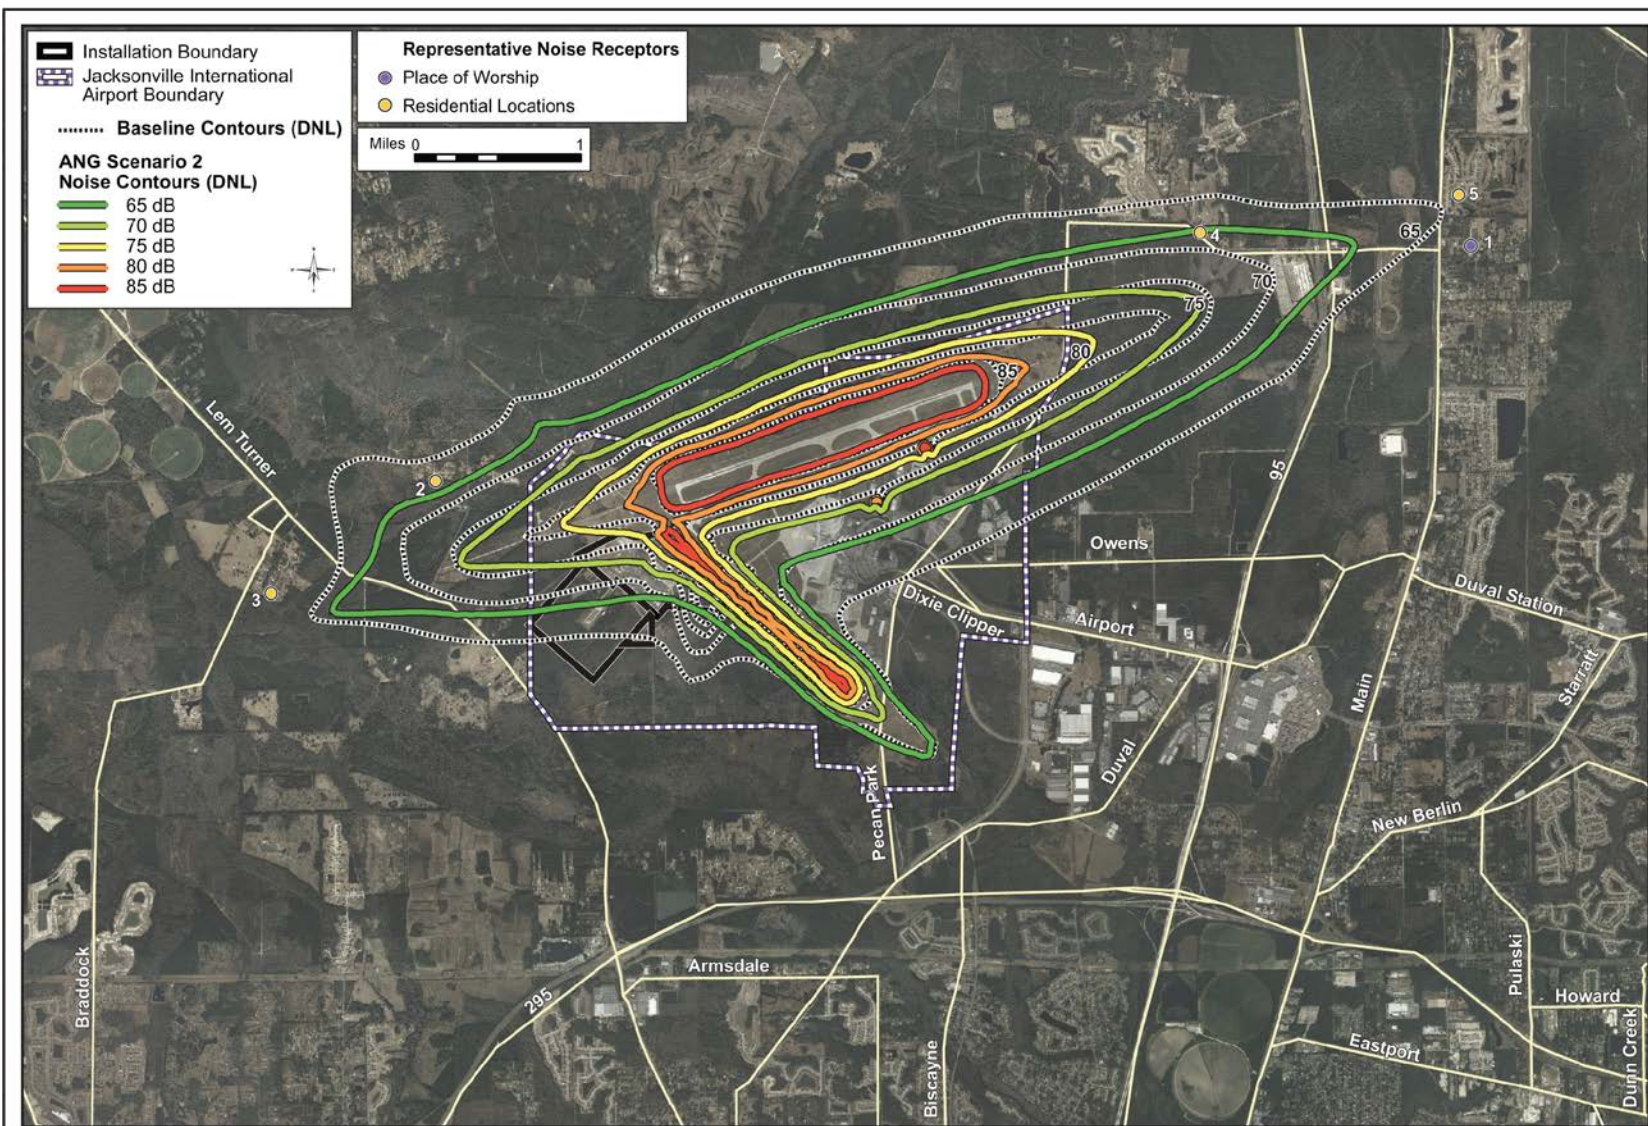 Installation Boundary
Jacksonville International
Airport Boundary
Baseline Contours (DNL)
ANG Scenario 2
Noise Contours (DNL)
65 dB
70 dB
75 dB
80 dB
85 dB
Representative Noise Receptors
Place of Worship
Residential Locations
Miles 0 1
5
4
65
1
70
75
80
85
Lem Turner
2
95
3
Owens
Duval Station
Dixie Clipper
Airport
Starratt
Main
Duval
Pecan Park
New Berlin
Braddock
Armsdale
295
Pulaski
Howard
Biscayne
Eastport
Dunn Creek